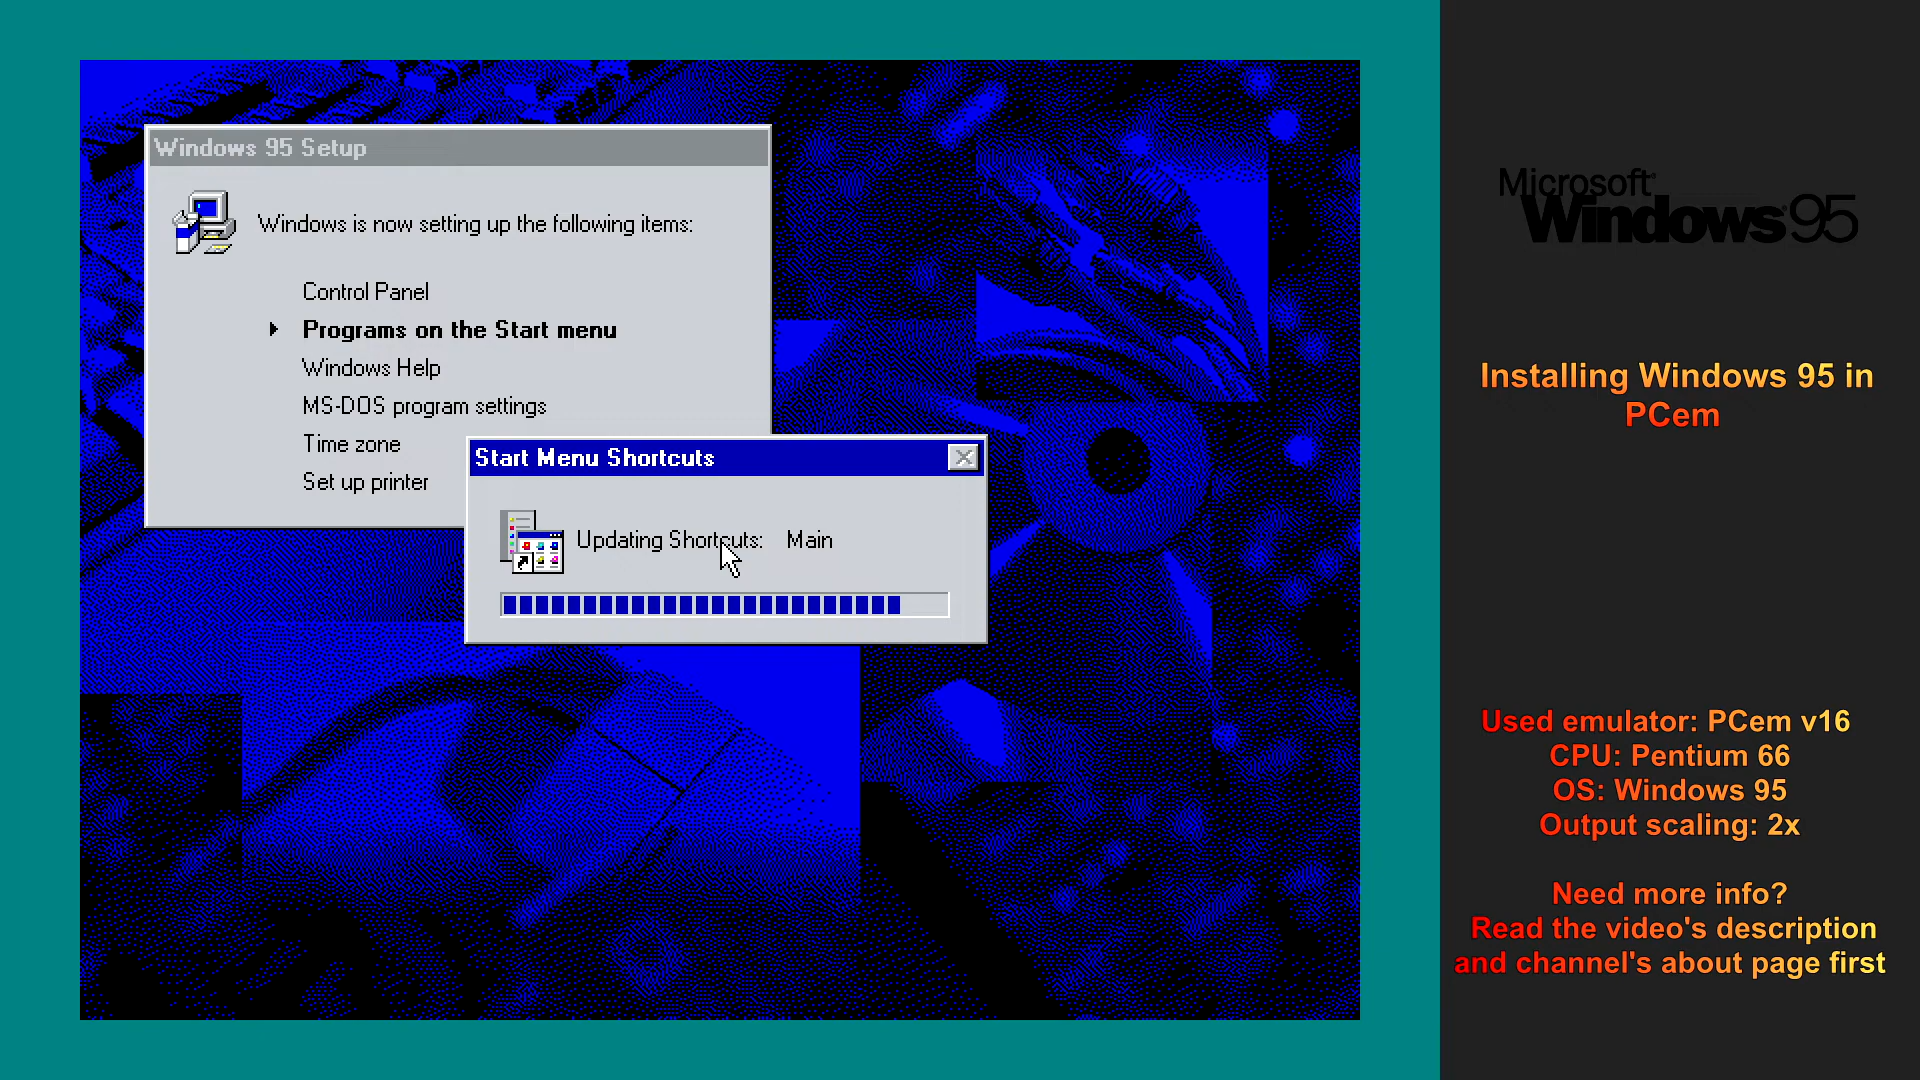 Windows 95 Setup
Windows is now setting up the following items:
Control Panel
Programs on the Start menu
Windows Help
MS-DOS program settings
Time zone
Set up printer
Start Menu Shortcuts
Updating Shortcuts: Main
Microsoft®
Windows®95
Installing Windows 95 in
PCem
Used emulator: PCem v16
CPU: Pentium 66
OS: Windows 95
Output scaling: 2x
Need more info?
Read the video's description
and channel's about page first